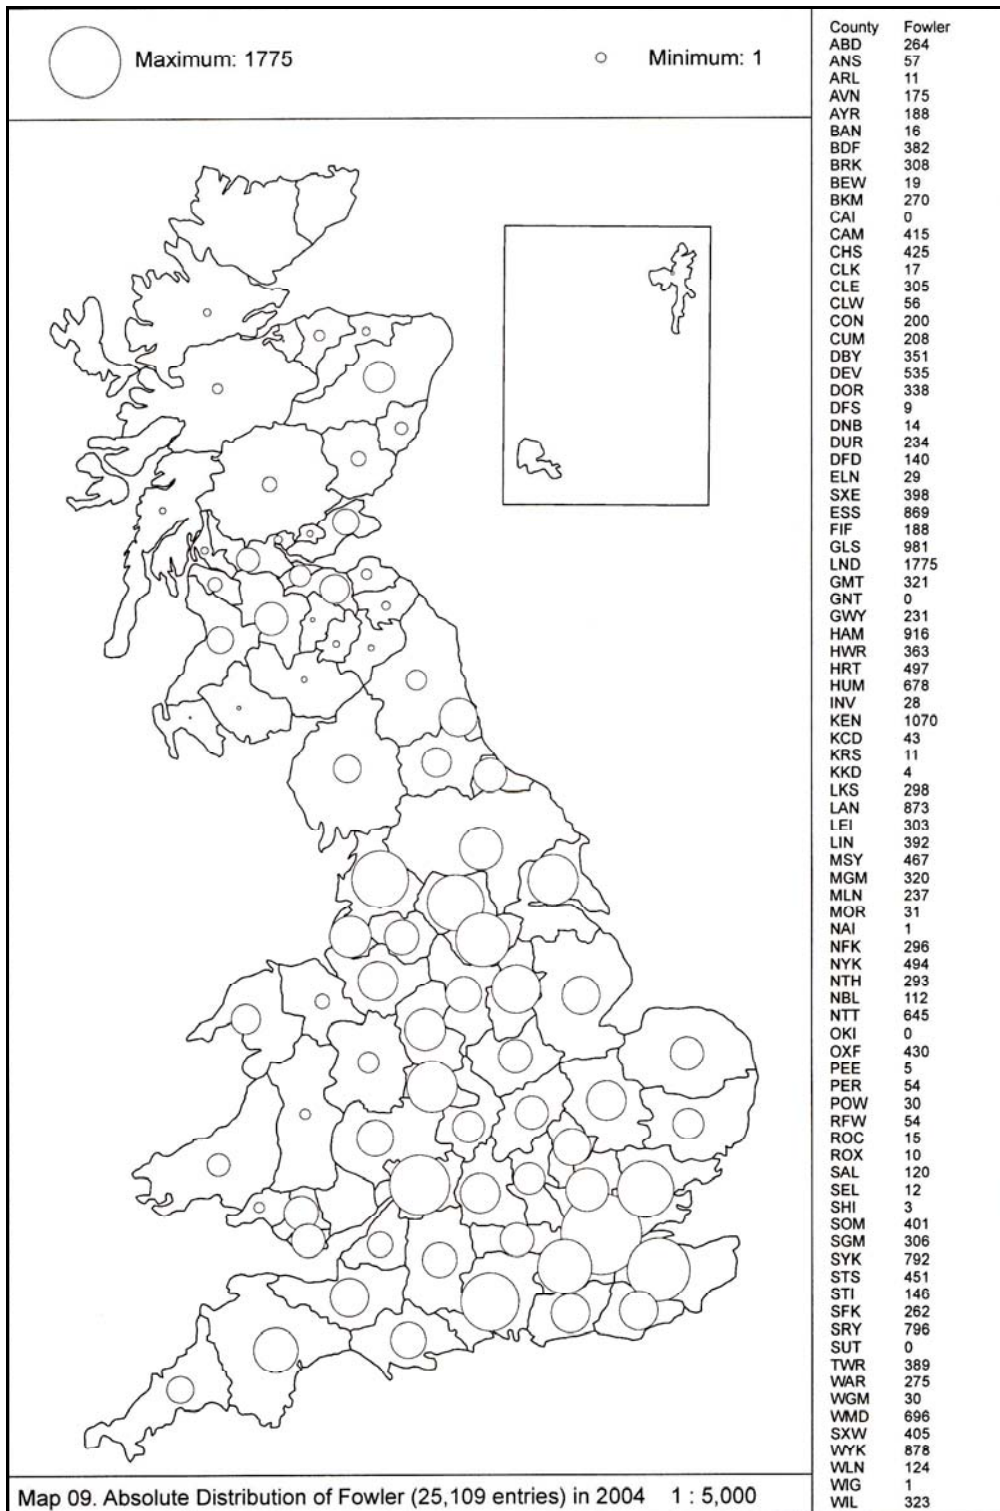 Maximum: 1775
Minimum: 1
County Fowler
ABD 264
ANS 57
ARL 11
AVN 175
AYR 188
BAN 16
BDF 382
BRK 308
BEW 19
BKM 270
CAI 0
CAM 415
CHS 425
CLK 17
CLE 305
CLW 56
CON 200
CUM 208
DBY 351
DEV 535
DOR 338
DFS 9
DNB 14
DUR 234
DFD 140
ELN 29
SXE 398
ESS 869
FIF 188
GLS 981
LND 1775
GMT 321
GNT 0
GWY 231
HAM 916
HWR 363
HRT 497
HUM 678
INV 28
KEN 1070
KCD 43
KRS 11
KKD 4
LKS 298
LAN 873
LEI 303
LIN 392
MSY 467
MGM 320
MLN 237
MOR 31
NAI 1
NFK 296
NYK 494
NTH 293
NBL 112
NTT 645
OKI 0
OXF 430
PEE 5
PER 54
POW 30
RFW 54
ROC 15
ROX 10
SAL 120
SEL 12
SHI 3
SOM 401
SGM 306
SYK 792
STS 451
STI 146
SFK 262
SRY 796
SUT 0
TWR 389
WAR 275
WGM 30
WMD 696
SXW 405
WYK 878
WLN 124
WIG 1
WIL 323
Map 09. Absolute Distribution of Fowler (25,109 entries) in 2004 1 : 5,000